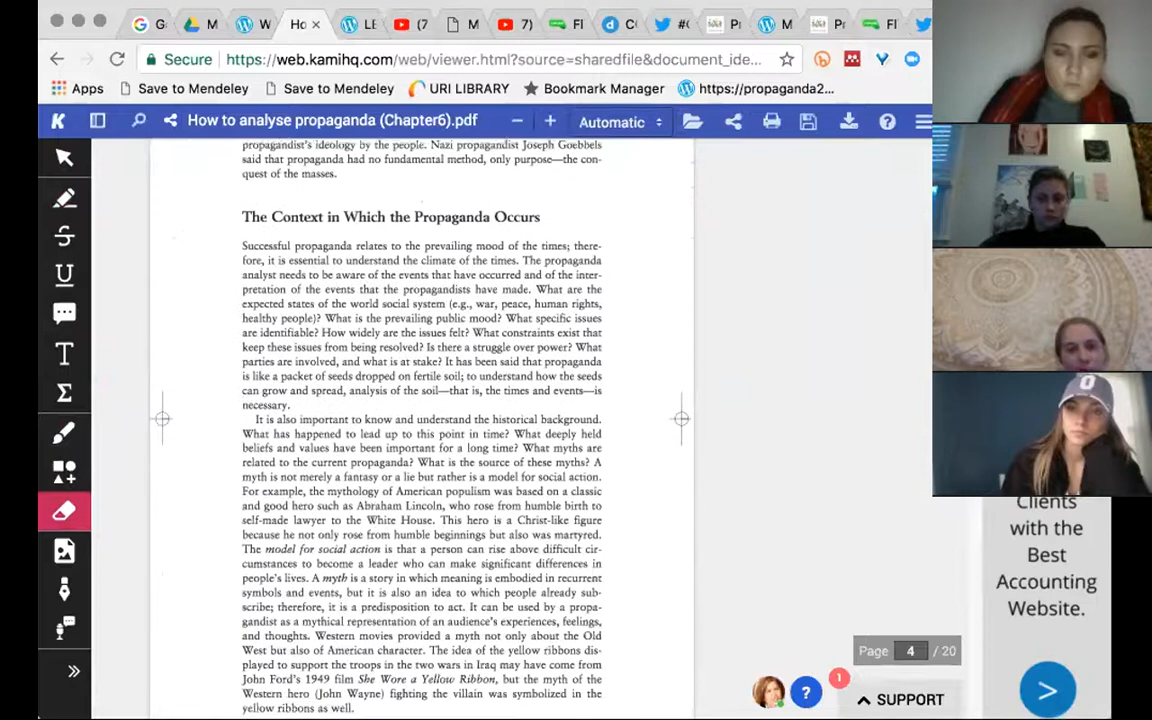 G
M
W
Ho ×
LE
(7
M
7)
FI
C(
#(
Pr
M
Pr
FI
Secure
https://web.kamihq.com/web/viewer.html?source=sharedfile&document_ide...
Apps
Save to Mendeley
Save to Mendeley
URI LIBRARY
Bookmark Manager
https://propaganda2...
K
How to analyse propaganda (Chapter6).pdf
Automatic
propagandist's ideology by the people. Nazi propagandist Joseph Goebbels
said that propaganda had no fundamental method, only purpose—the con-
quest of the masses.
The Context in Which the Propaganda Occurs
Successful propaganda relates to the prevailing mood of the times; there-
fore, it is essential to understand the climate of the times. The propaganda
analyst needs to be aware of the events that have occurred and of the inter-
pretation of the events that the propagandists have made. What are the
expected states of the world social system (e.g., war, peace, human rights,
healthy people)? What is the prevailing public mood? What specific issues
are identifiable? How widely are the issues felt? What constraints exist that
keep these issues from being resolved? Is there a struggle over power? What
parties are involved, and what is at stake? It has been said that propaganda
is like a packet of seeds dropped on fertile soil; to understand how the seeds
can grow and spread, analysis of the soil—that is, the times and events—is
necessary.
It is also important to know and understand the historical background.
What has happened to lead up to this point in time? What deeply held
beliefs and values have been important for a long time? What myths are
related to the current propaganda? What is the source of these myths? A
myth is not merely a fantasy or a lie but rather is a model for social action.
For example, the mythology of American populism was based on a classic
and good hero such as Abraham Lincoln, who rose from humble birth to
self-made lawyer to the White House. This hero is a Christ-like figure
because he not only rose from humble beginnings but also was martyred.
The model for social action is that a person can rise above difficult cir-
cumstances to become a leader who can make significant differences in
people's lives. A myth is a story in which meaning is embodied in recurrent
symbols and events, but it is also an idea to which people already sub-
scribe; therefore, it is a predisposition to act. It can be used by a propa-
gandist as a mythical representation of an audience's experiences, feelings,
and thoughts. Western movies provided a myth not only about the Old
West but also of American character. The idea of the yellow ribbons dis-
played to support the troops in the two wars in Iraq may have come from
John Ford's 1949 film She Wore a Yellow Ribbon, but the myth of the
Western hero (John Wayne) fighting the villain was symbolized in the
yellow ribbons as well.
Page 4 / 20
?
1
SUPPORT
O
Clients
with the
Best
Accounting
Website.